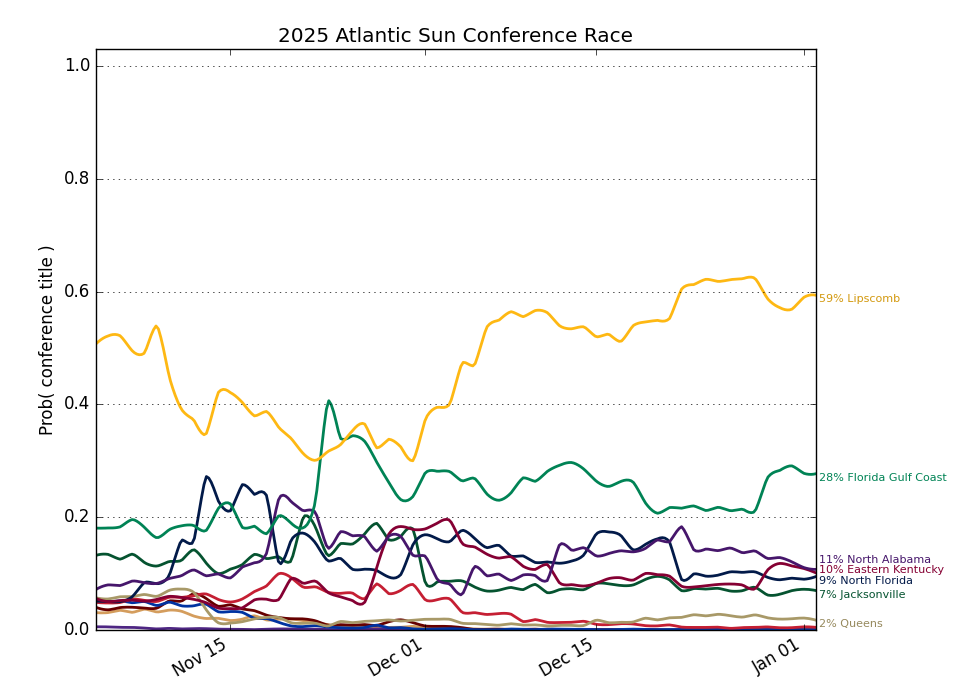 2025 Atlantic Sun Conference Race
1.0
0.8
0.6
0.4
0.2
0.0
Prob( conference title )
59% Lipscomb
28% Florida Gulf Coast
11% North Alabama
10% Eastern Kentucky
9% North Florida
7% Jacksonville
2% Queens
Nov 15
Dec 01
Dec 15
Jan 01